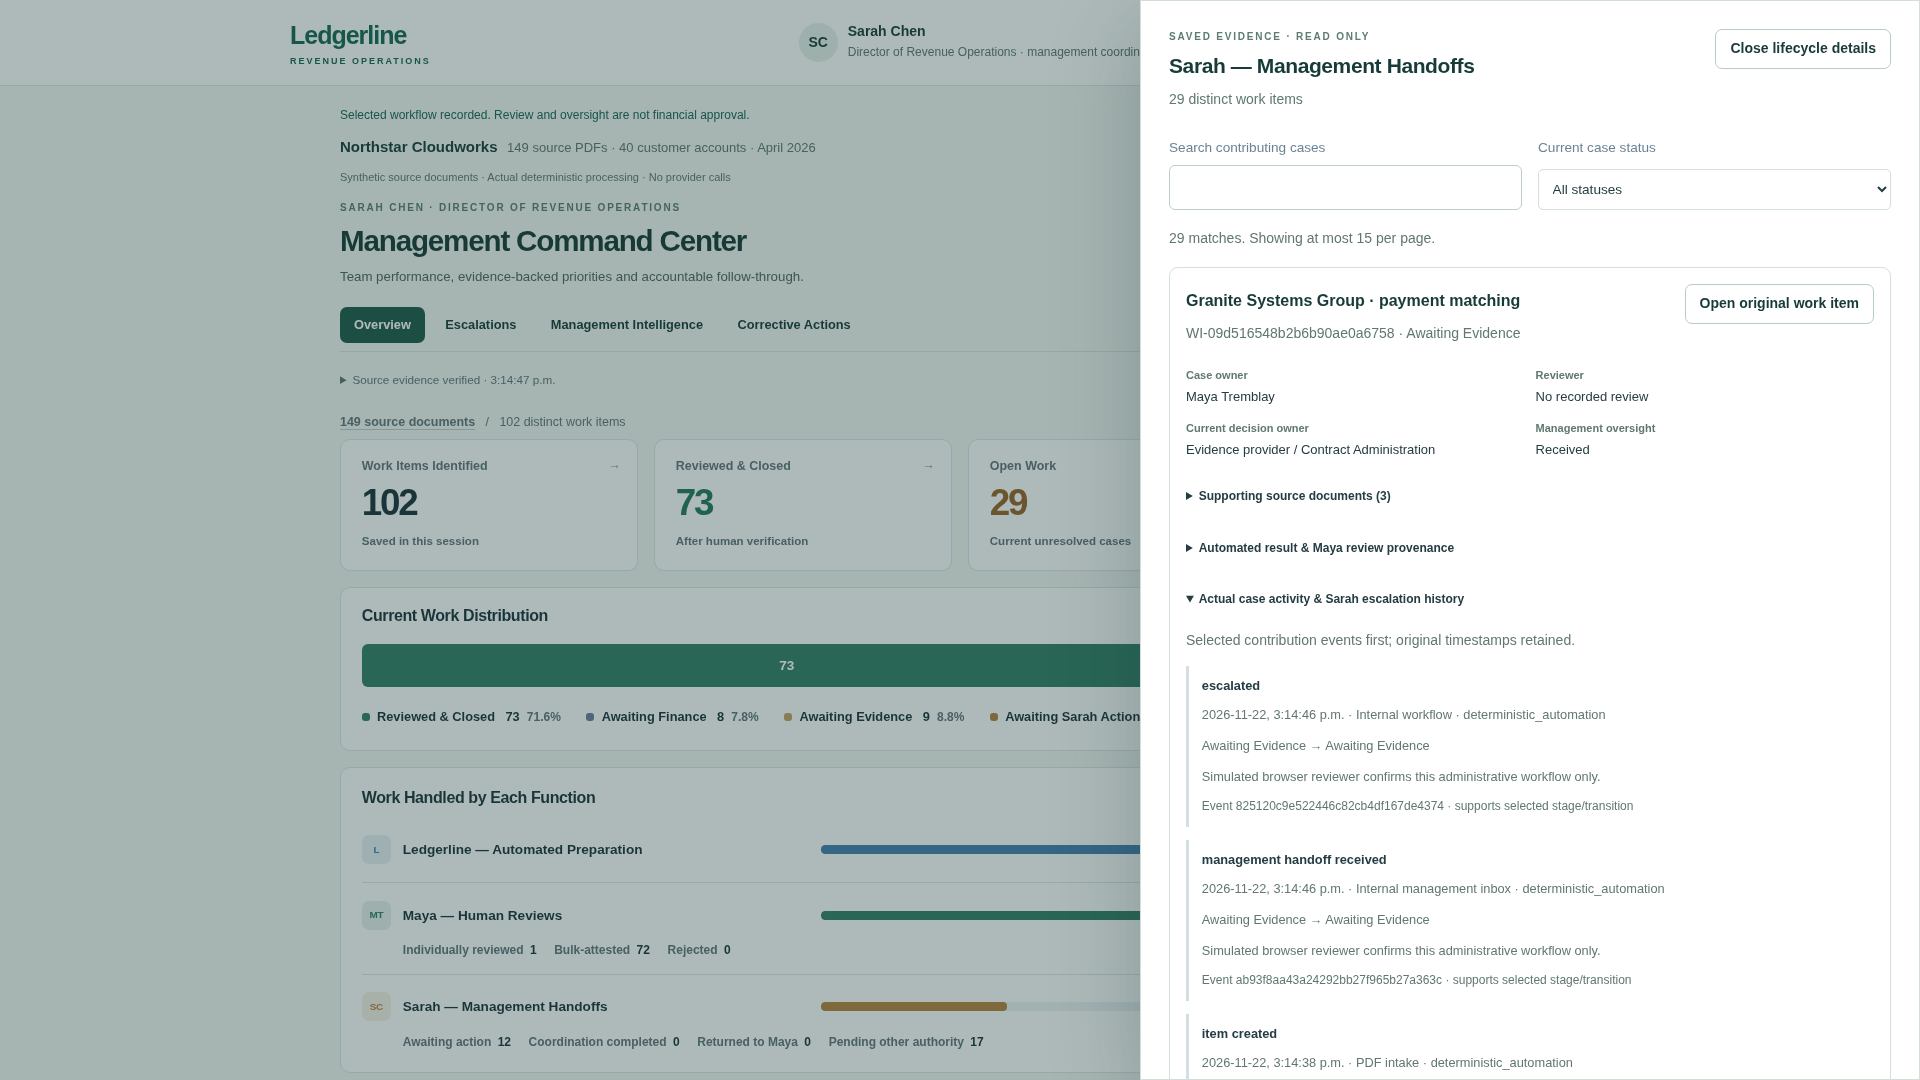 Ledgerline
REVENUE OPERATIONS
SC
Sarah Chen
Director of Revenue Operations · management coordin
Selected workflow recorded. Review and oversight are not financial approval.
Northstar Cloudworks 149 source PDFs · 40 customer accounts · April 2026
Synthetic source documents · Actual deterministic processing · No provider calls
SARAH CHEN · DIRECTOR OF REVENUE OPERATIONS
Management Command Center
Team performance, evidence-backed priorities and accountable follow-through.
Overview Escalations Management Intelligence Corrective Actions
▶ Source evidence verified · 3:14:47 p.m.
149 source documents / 102 distinct work items
Work Items Identified →
102
Saved in this session
Reviewed & Closed →
73
After human verification
Open Work
29
Current unresolved cases
Current Work Distribution
73
Reviewed & Closed 73 71.6% Awaiting Finance 8 7.8% Awaiting Evidence 9 8.8% Awaiting Sarah Action
Work Handled by Each Function
L Ledgerline — Automated Preparation
MT Maya — Human Reviews
Individually reviewed 1 Bulk-attested 72 Rejected 0
SC Sarah — Management Handoffs
Awaiting action 12 Coordination completed 0 Returned to Maya 0 Pending other authority 17
SAVED EVIDENCE · READ ONLY
Sarah — Management Handoffs
Close lifecycle details
29 distinct work items
Search contributing cases
Current case status
All statuses
29 matches. Showing at most 15 per page.
Granite Systems Group · payment matching
Open original work item
WI-09d516548b2b6b90ae0a6758 · Awaiting Evidence
Case owner
Maya Tremblay
Reviewer
No recorded review
Current decision owner
Evidence provider / Contract Administration
Management oversight
Received
▶ Supporting source documents (3)
▶ Automated result & Maya review provenance
▼ Actual case activity & Sarah escalation history
Selected contribution events first; original timestamps retained.
escalated
2026-11-22, 3:14:46 p.m. · Internal workflow · deterministic_automation
Awaiting Evidence → Awaiting Evidence
Simulated browser reviewer confirms this administrative workflow only.
Event 825120c9e522446c82cb4df167de4374 · supports selected stage/transition
management handoff received
2026-11-22, 3:14:46 p.m. · Internal management inbox · deterministic_automation
Awaiting Evidence → Awaiting Evidence
Simulated browser reviewer confirms this administrative workflow only.
Event ab93f8aa43a24292bb27f965b27a363c · supports selected stage/transition
item created
2026-11-22, 3:14:38 p.m. · PDF intake · deterministic_automation